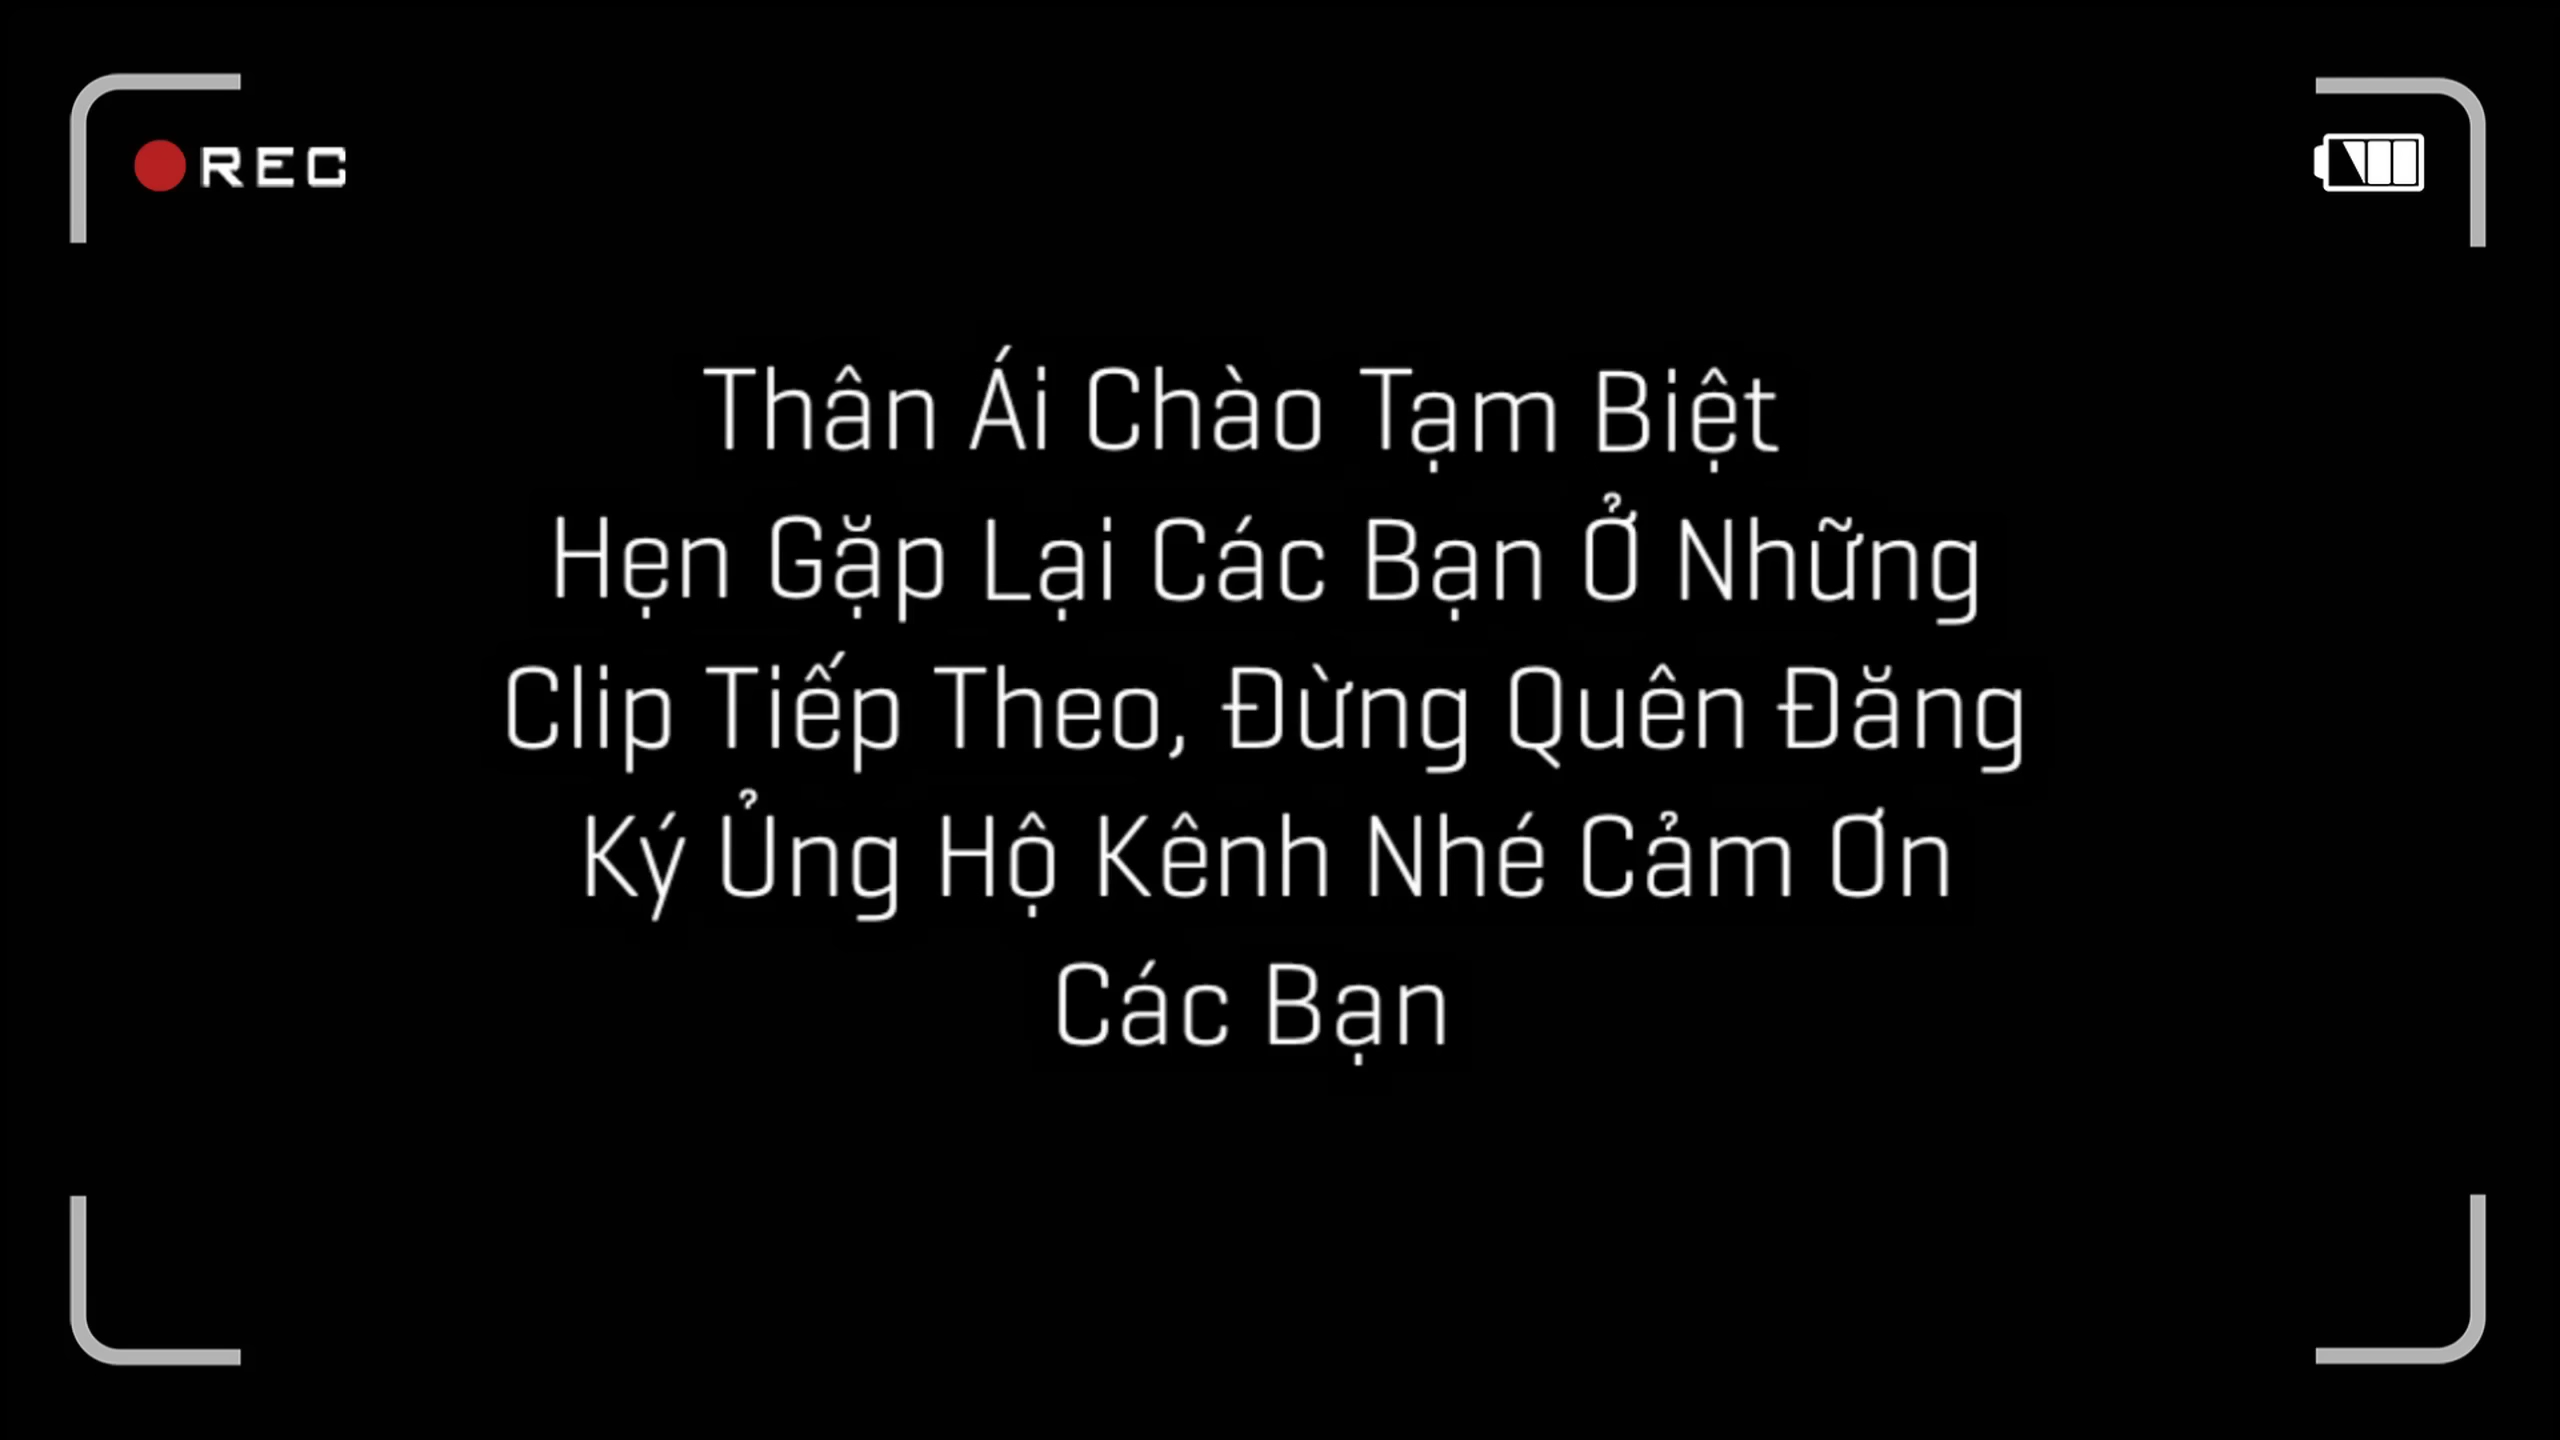 REC
Thân Ái Chào Tạm Biệt
Hẹn Gặp Lại Các Bạn Ở Những
Clip Tiếp Theo, Đừng Quên Đăng
Ký Ủng Hộ Kênh Nhé Cảm Ơn
Các Bạn